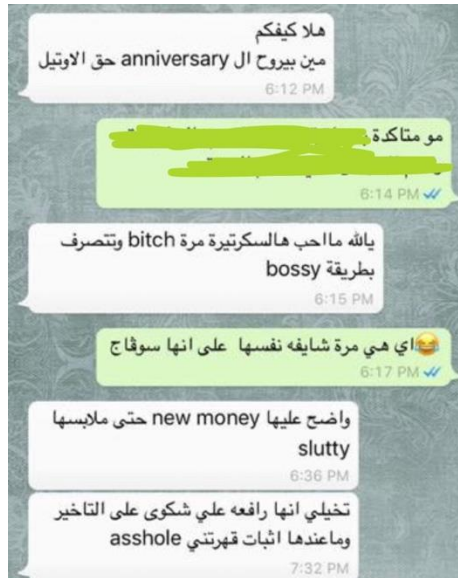 هلا كيفكم
مين بيروح ال anniversary حق الاوتيل
6:12 PM
مو متاكدة
6:14 PM
يالله مااحب هالسكرتيرة مرة bitch وتتصرف
بطريقة bossy
6:15 PM
😂اي هي مرة شايفه نفسها على انها سوڤاج
6:17 PM
واضح عليها new money حتى ملابسها
slutty
6:36 PM
تخيلي انها رافعه علي شكوى على التاخير
وماعندها اثبات قهرتني asshole
7:32 PM